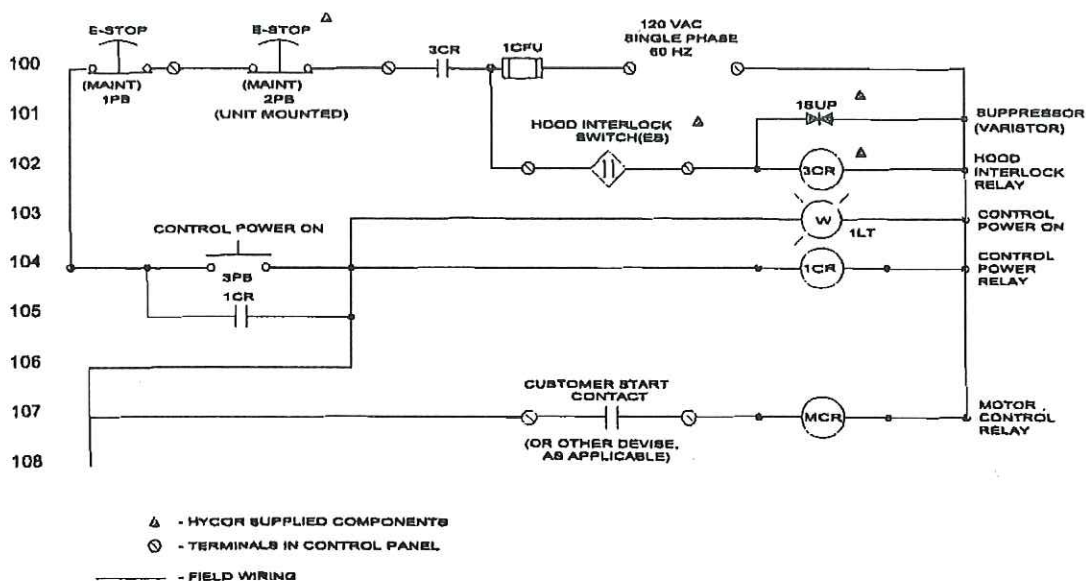 E-STOP
E-STOP
120 VAC
SINGLE PHASE
60 HZ
3CR
1CFU
100
(MAINT)
1PB
(MAINT)
2PB
(UNIT MOUNTED)
101
1SUP
SUPPRESSOR
(VARISTOR)
HOOD INTERLOCK
SWITCH(ES)
102
3CR
HOOD
INTERLOCK
RELAY
103
W
1LT
CONTROL
POWER ON
CONTROL POWER ON
104
3PB
1CR
CONTROL
POWER
RELAY
1CR
105
106
CUSTOMER START
CONTACT
107
MCR
MOTOR
CONTROL
RELAY
(OR OTHER DEVISE,
AS APPLICABLE)
108
- HYCOR SUPPLIED COMPONENTS
- TERMINALS IN CONTROL PANEL
- FIELD WIRING